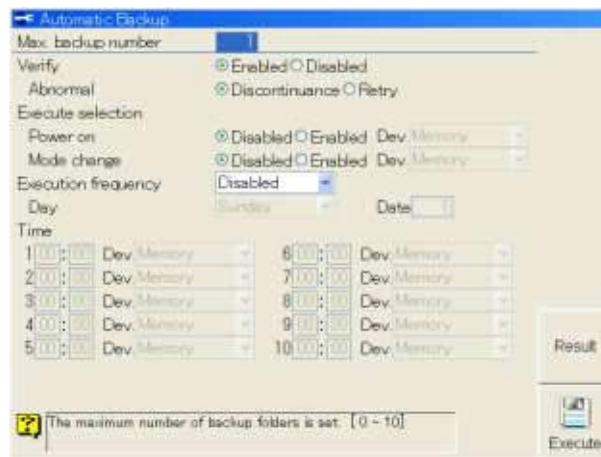 Automatic Backup
Max. backup number 1
Verify Enabled Disabled
Abnormal Discontinuance Retry
Execute selection
Power on Disabled Enabled Dev. Memory
Mode change Disabled Enabled Dev. Memory
Execution frequency Disabled
Day Sunday Date 1
Time
1 00:00 Dev. Memory 6 00:00 Dev. Memory
2 00:00 Dev. Memory 7 00:00 Dev. Memory
3 00:00 Dev. Memory 8 00:00 Dev. Memory
4 00:00 Dev. Memory 9 00:00 Dev. Memory
5 00:00 Dev. Memory 10 00:00 Dev. Memory
Result
The maximum number of backup folders is set. [0 ~ 10]
Execute